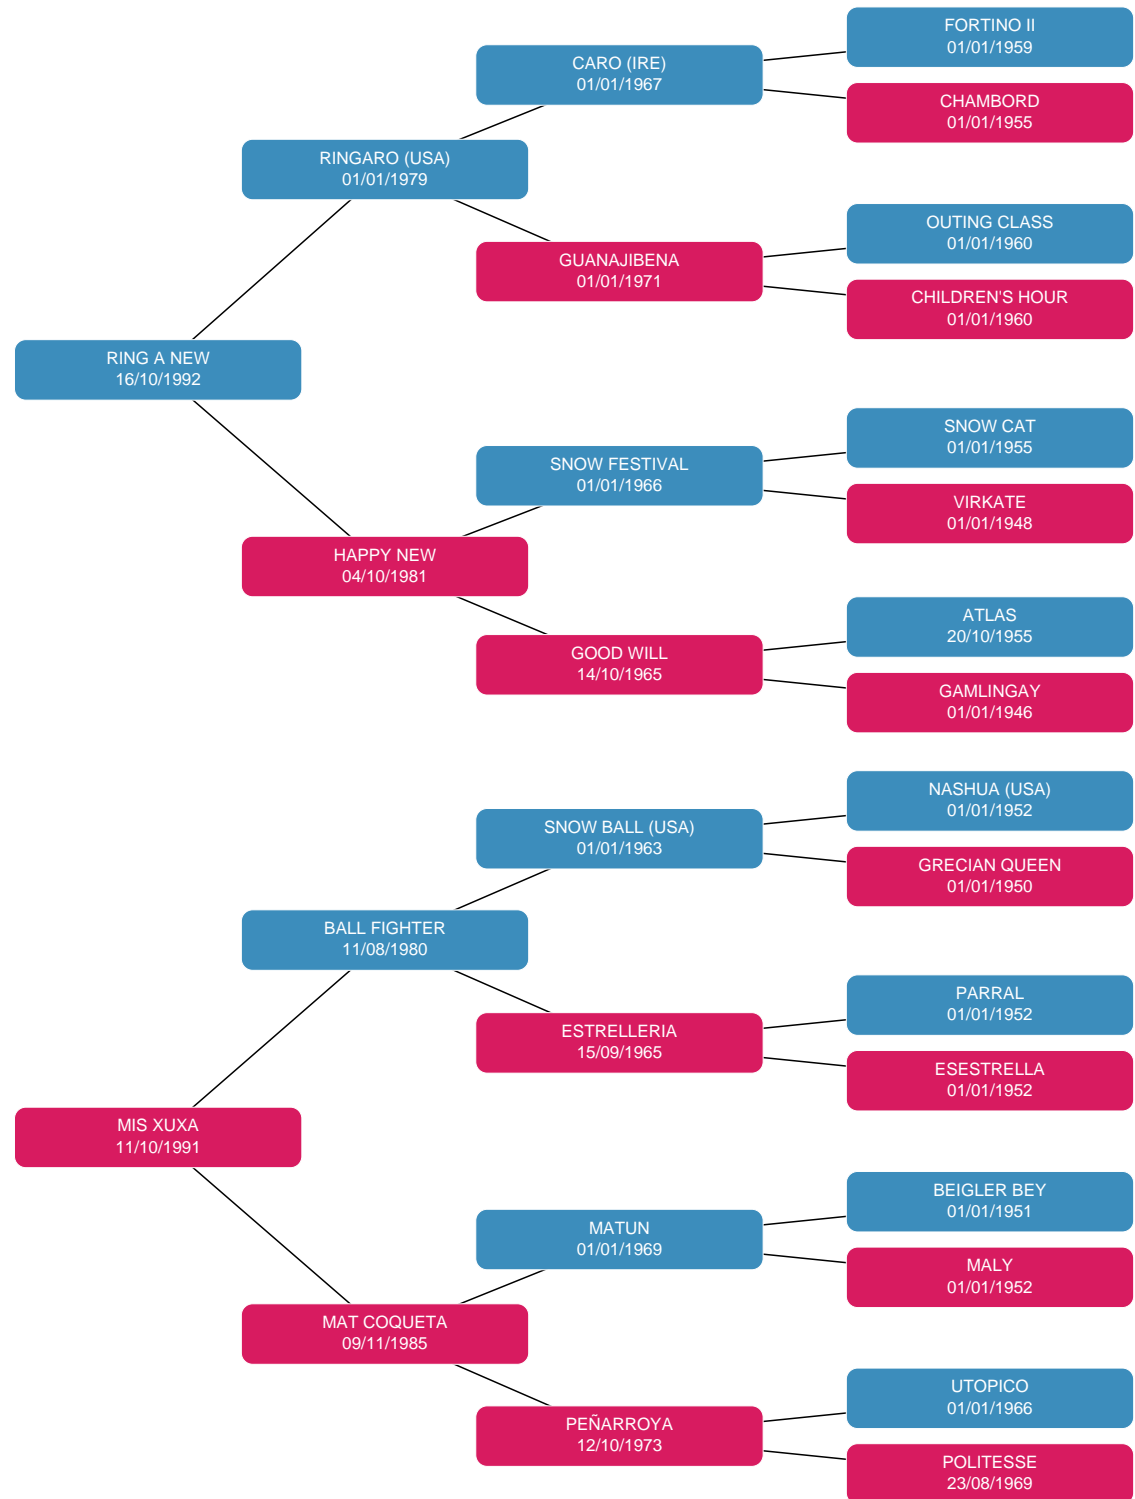 FORTINO II
01/01/1959
CARO (IRE)
01/01/1967
CHAMBORD
01/01/1955
RINGARO (USA)
01/01/1979
OUTING CLASS
01/01/1960
GUANAJIBENA
01/01/1971
CHILDREN'S HOUR
01/01/1960
RING A NEW
16/10/1992
SNOW CAT
01/01/1955
SNOW FESTIVAL
01/01/1966
VIRKATE
01/01/1948
HAPPY NEW
04/10/1981
ATLAS
20/10/1955
GOOD WILL
14/10/1965
GAMLINGAY
01/01/1946
NASHUA (USA)
01/01/1952
SNOW BALL (USA)
01/01/1963
GRECIAN QUEEN
01/01/1950
BALL FIGHTER
11/08/1980
PARRAL
01/01/1952
ESTRELLERIA
15/09/1965
ESESTRELLA
01/01/1952
MIS XUXA
11/10/1991
BEIGLER BEY
01/01/1951
MATUN
01/01/1969
MALY
01/01/1952
MAT COQUETA
09/11/1985
UTOPICO
01/01/1966
PEÑARROYA
12/10/1973
POLITESSE
23/08/1969